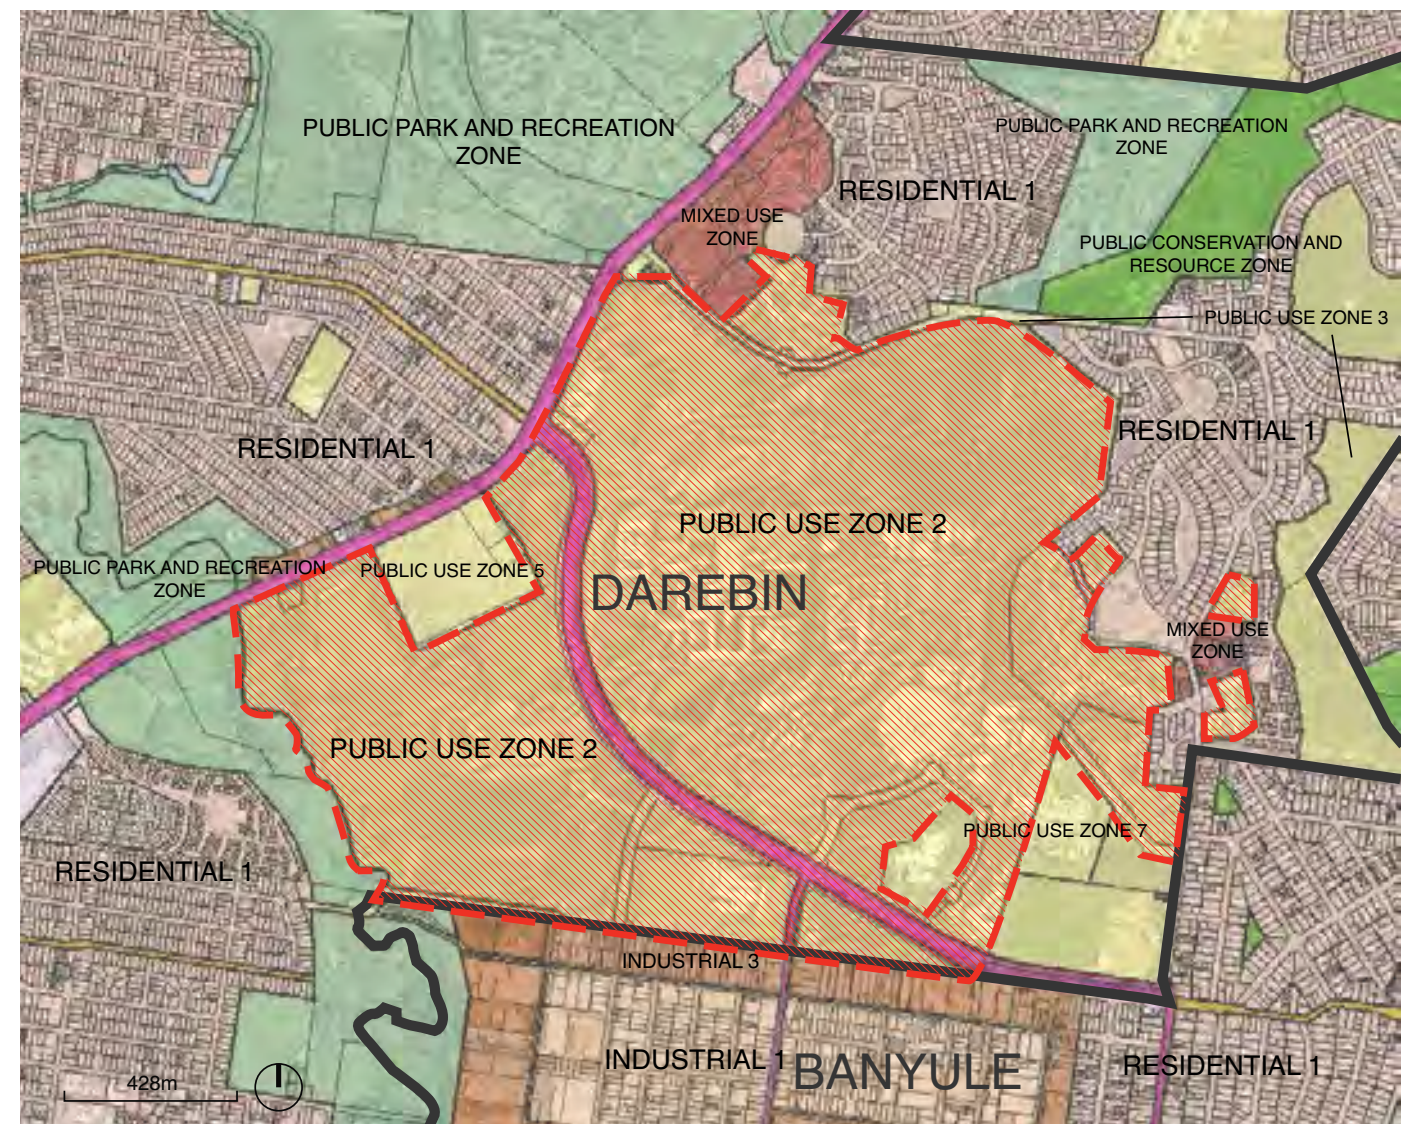 PUBLIC PARK AND RECREATION
ZONE
PUBLIC PARK AND RECREATION
ZONE
RESIDENTIAL 1
MIXED USE
ZONE
PUBLIC CONSERVATION AND
RESOURCE ZONE
PUBLIC USE ZONE 3
RESIDENTIAL 1
RESIDENTIAL 1
PUBLIC USE ZONE 2
PUBLIC PARK AND RECREATION
ZONE
PUBLIC USE ZONE 5
DAREBIN
MIXED USE
ZONE
PUBLIC USE ZONE 2
PUBLIC USE ZONE 7
RESIDENTIAL 1
INDUSTRIAL 3
INDUSTRIAL 1
BANYULE
RESIDENTIAL 1
428m